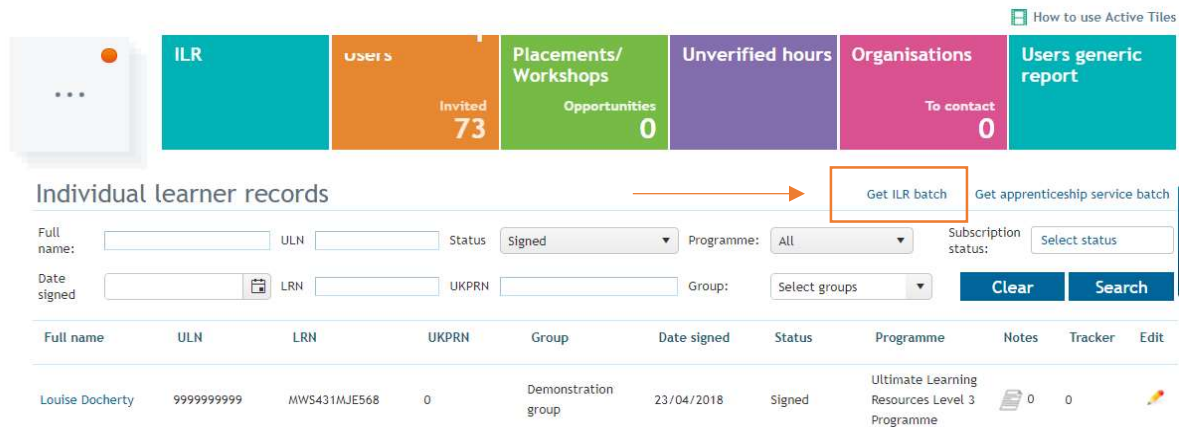 How to use Active Tiles
ILR
Users
Invited
73
Placements/
Workshops
Opportunities
0
Unverified hours
Organisations
To contact
0
Users generic
report
Individual learner records
Get ILR batch
Get apprenticeship service batch
Full
name:
ULN
Status
Signed
Programme:
All
Subscription
status:
Select status
Date
signed
LRN
UKPRN
Group:
Select groups
Clear
Search
Full name ULN LRN UKPRN Group Date signed Status Programme Notes Tracker Edit
Louise Docherty 9999999999 MWS431MJE568 0
Demonstration
group
23/04/2018 Signed
Ultimate Learning
Resources Level 3
Programme
0 0